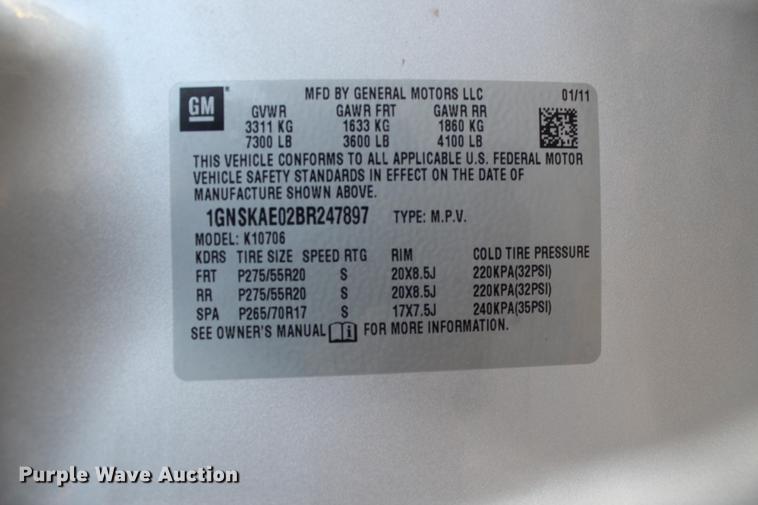 GM
MFD BY GENERAL MOTORS LLC 01/11
GVWR GAWR FRT GAWR RR
3311 KG 1633 KG 1860 KG
7300 LB 3600 LB 4100 LB
THIS VEHICLE CONFORMS TO ALL APPLICABLE U.S. FEDERAL MOTOR
VEHICLE SAFETY STANDARDS IN EFFECT ON THE DATE OF
MANUFACTURE SHOWN ABOVE.
1GNSKAE02BR247897 TYPE: M.P.V.
MODEL: K10706
KDRS TIRE SIZE SPEED RTG RIM COLD TIRE PRESSURE
FRT P275/55R20 S 20X8.5J 220KPA(32PSI)
RR P275/55R20 S 20X8.5J 220KPA(32PSI)
SPA P265/70R17 S 17X7.5J 240KPA(35PSI)
SEE OWNER'S MANUAL i FOR MORE INFORMATION.
Purple Wave Auction